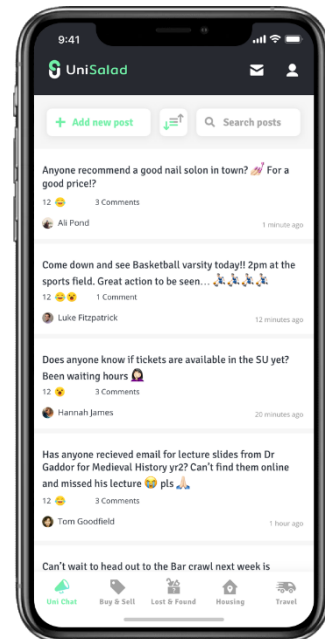 9:41
UniSalad
+ Add new post
Search posts
Anyone recommend a good nail solon in town? 💅🏻 For a
good price!?
12 😂 3 Comments
Ali Pond
1 minute ago
Come down and see Basketball varsity today!! 2pm at the
sports field. Great action to be seen... ⛹🏻‍♀️ ⛹🏻‍♀️ ⛹🏻‍♀️ ⛹🏻‍♀️
12 😂😮 1 Comment
Luke Fitzpatrick
12 minutes ago
Does anyone know if tickets are available in the SU yet?
Been waiting hours 🤦🏻‍♀️
12 😮 3 Comments
Hannah James
20 minutes ago
Has anyone recieved email for lecture slides from Dr
Gaddor for Medieval History yr2? Can't find them online
and missed his lecture 😭 pls 🙏🏻
12 😂 3 Comments
Tom Goodfield
1 hour ago
Can't wait to head out to the Bar crawl next week is
Uni Chat Buy & Sell Lost & Found Housing Travel